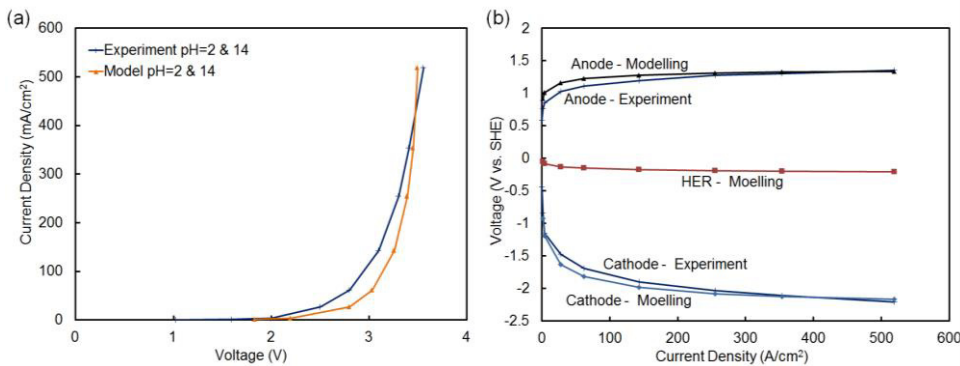 (a)
600
500
400
300
200
100
0
Current Density (mA/cm²)
Experiment pH=2 & 14
Model pH=2 & 14
0 1 2 3 4
Voltage (V)
(b)
2
1.5
1
0.5
0
-0.5
-1
-1.5
-2
-2.5
Voltage (V vs. SHE)
Anode - Modelling
Anode - Experiment
HER - Moelling
Cathode - Experiment
Cathode - Moelling
0 100 200 300 400 500 600
Current Density (A/cm²)